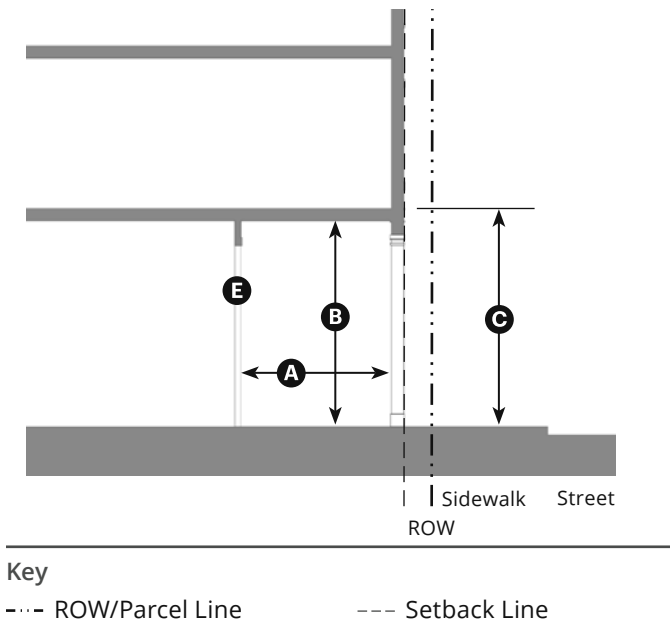 E
B
C
A
Sidewalk Street
ROW
Key
ROW/Parcel Line Setback Line